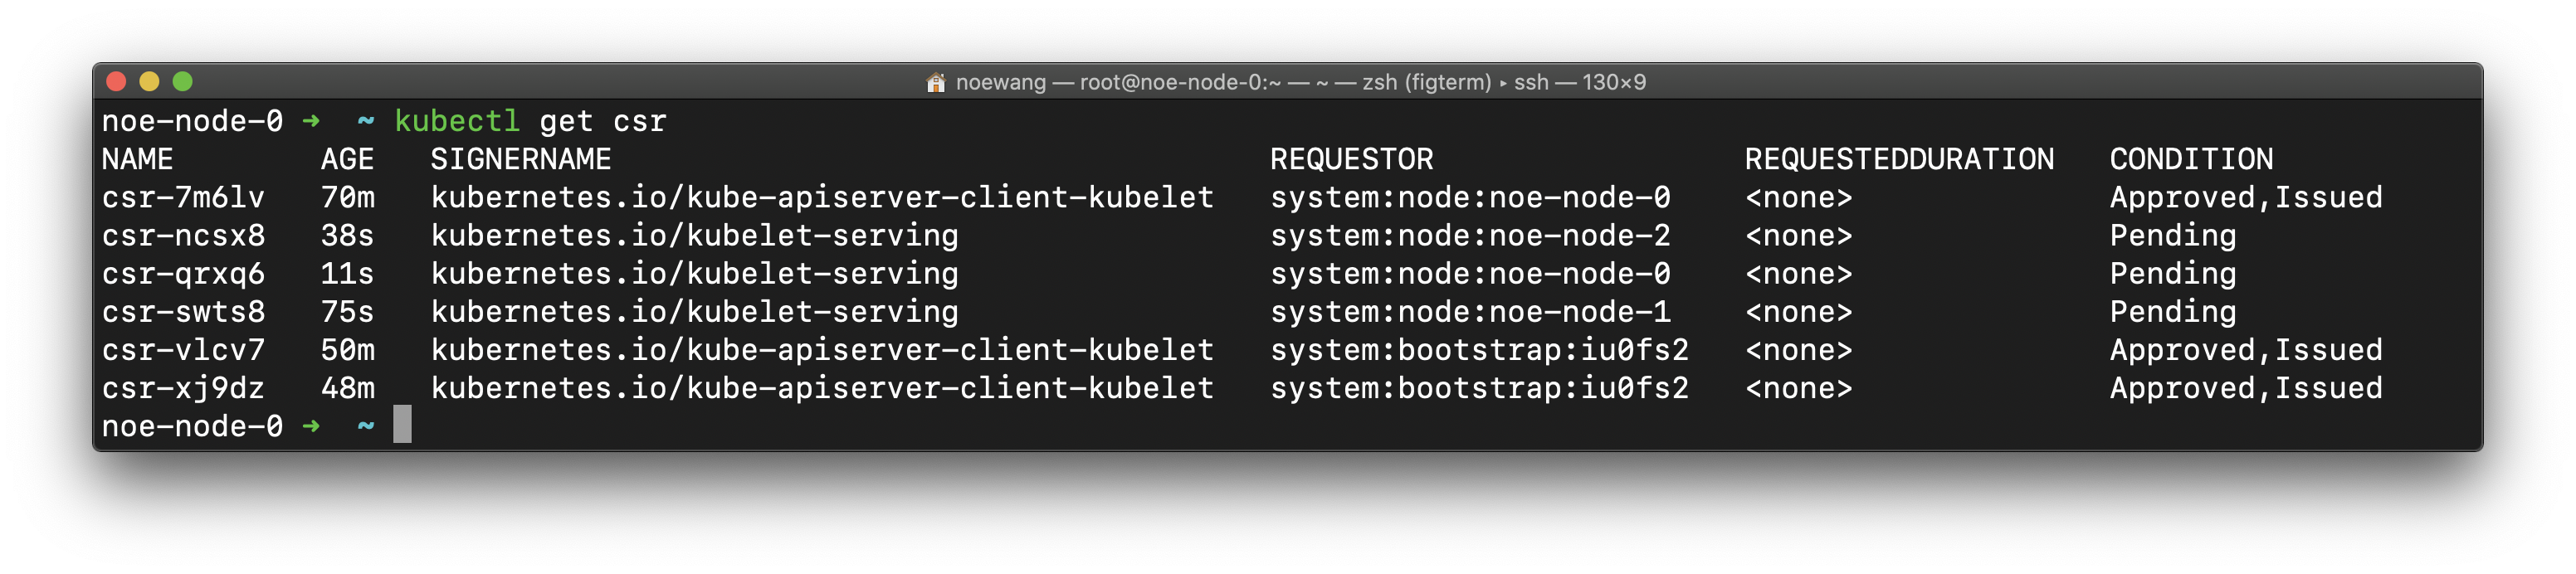 noewang — root@noe-node-0:~ — ~ — zsh (figterm) ▸ ssh — 130×9
noe-node-0 ➜  ~ kubectl get csr
NAME        AGE   SIGNERNAME                                    REQUESTOR                 REQUESTEDDURATION   CONDITION
csr-7m6lv   70m   kubernetes.io/kube-apiserver-client-kubelet   system:node:noe-node-0    <none>              Approved,Issued
csr-ncsx8   38s   kubernetes.io/kubelet-serving                 system:node:noe-node-2    <none>              Pending
csr-qrxq6   11s   kubernetes.io/kubelet-serving                 system:node:noe-node-0    <none>              Pending
csr-swts8   75s   kubernetes.io/kubelet-serving                 system:node:noe-node-1    <none>              Pending
csr-vlcv7   50m   kubernetes.io/kube-apiserver-client-kubelet   system:bootstrap:iu0fs2   <none>              Approved,Issued
csr-xj9dz   48m   kubernetes.io/kube-apiserver-client-kubelet   system:bootstrap:iu0fs2   <none>              Approved,Issued
noe-node-0 ➜  ~